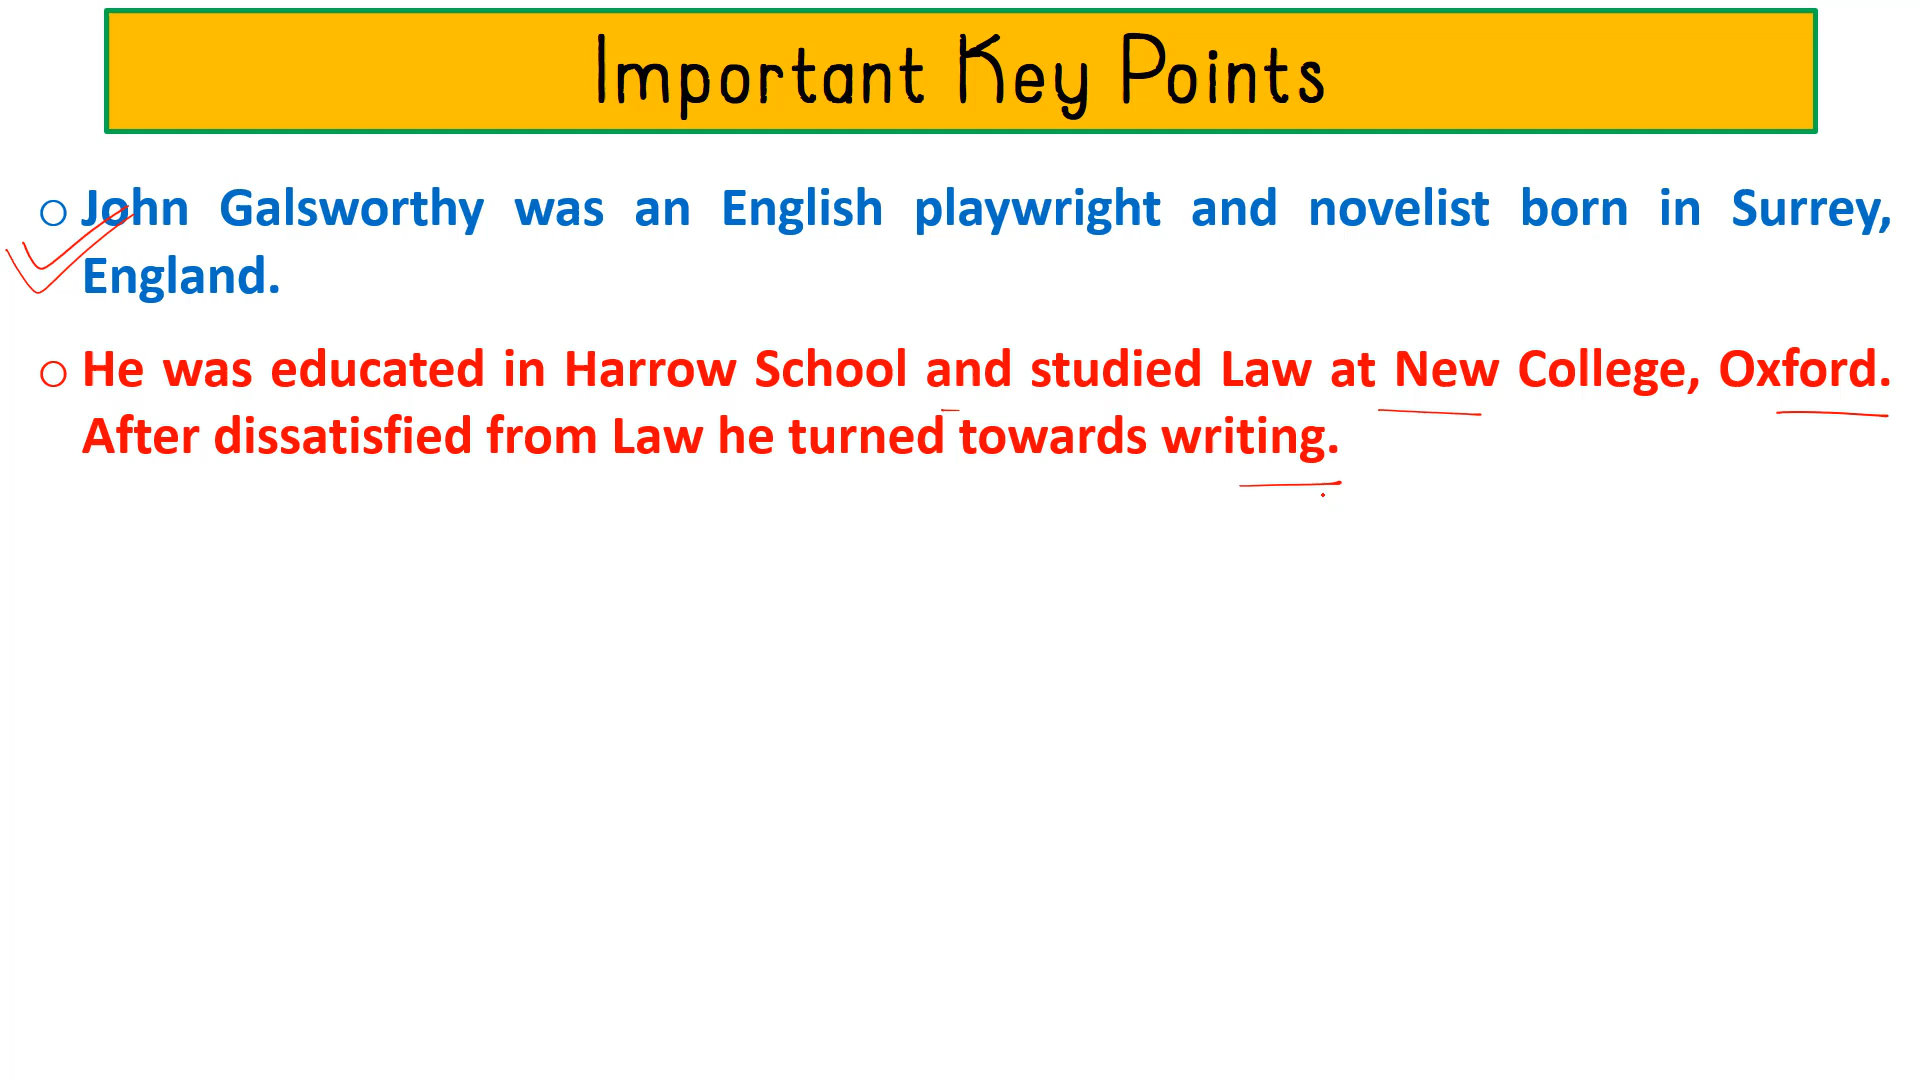 Important Key Points
John Galsworthy was an English playwright and novelist born in Surrey,
England.
He was educated in Harrow School and studied Law at New College, Oxford.
After dissatisfied from Law he turned towards writing.